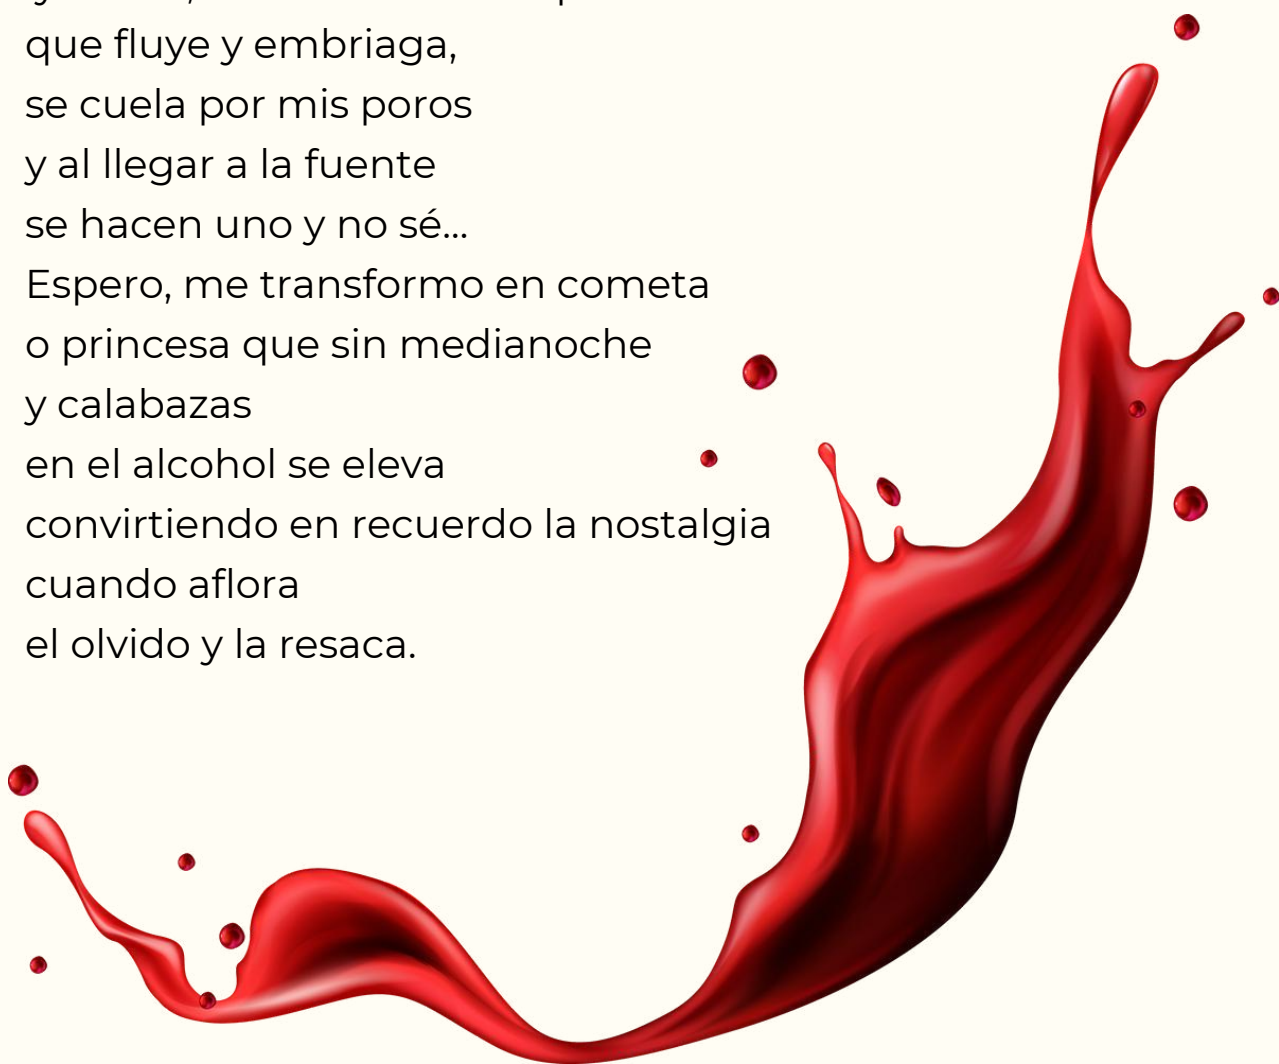 que fluye y embriaga,
se cuela por mis poros
y al llegar a la fuente
se hacen uno y no sé...
Espero, me transformo en cometa
o princesa que sin medianoche
y calabazas
en el alcohol se eleva
convirtiendo en recuerdo la nostalgia
cuando aflora
el olvido y la resaca.